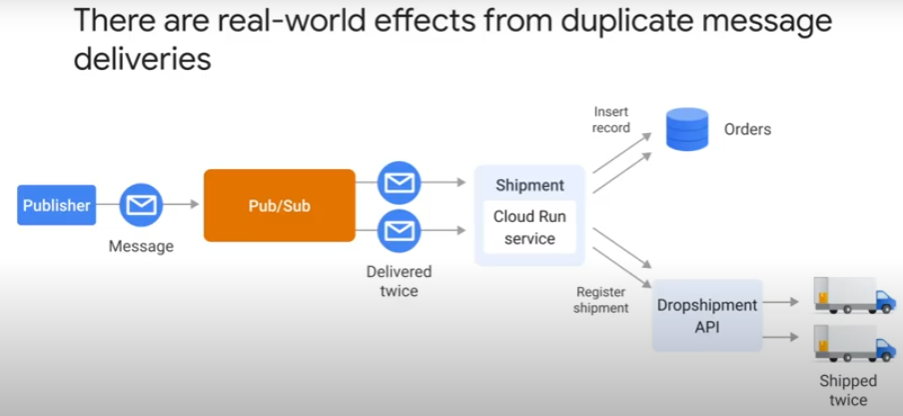 There are real-world effects from duplicate message
deliveries
Publisher
Message
Pub/Sub
Delivered
twice
Shipment
Cloud Run
service
Insert
record
Orders
Register
shipment
Dropshipment
API
Shipped
twice